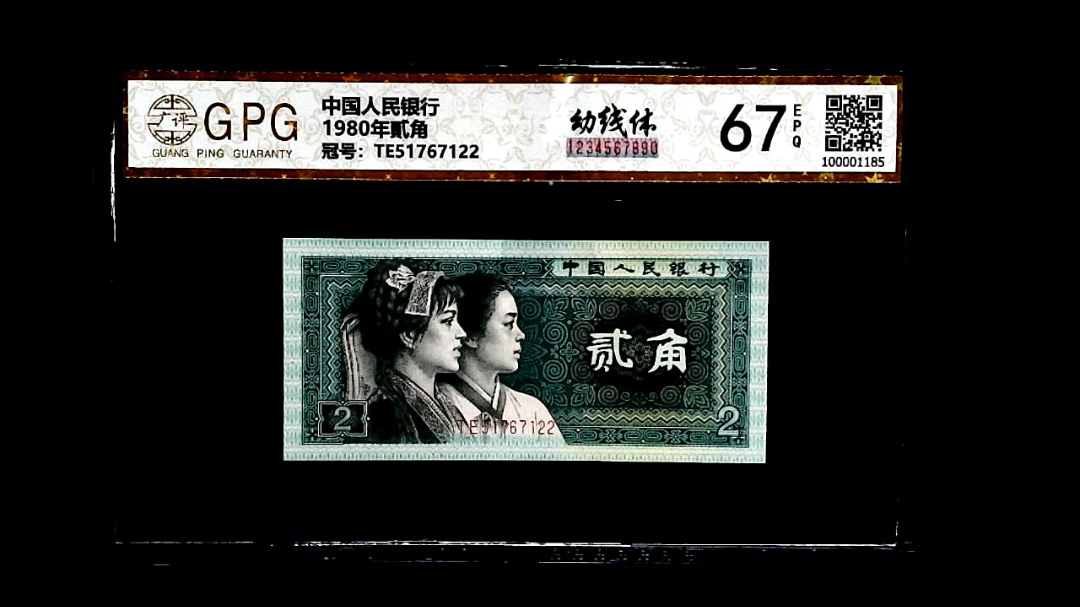 广评
GPG
GUANG PING GUARANTY
中国人民银行
1980年贰角
冠号：TE51767122
幼线体
1234567890
67
EPQ
100001185
中国人民银行
贰角
2
TE51767122
2